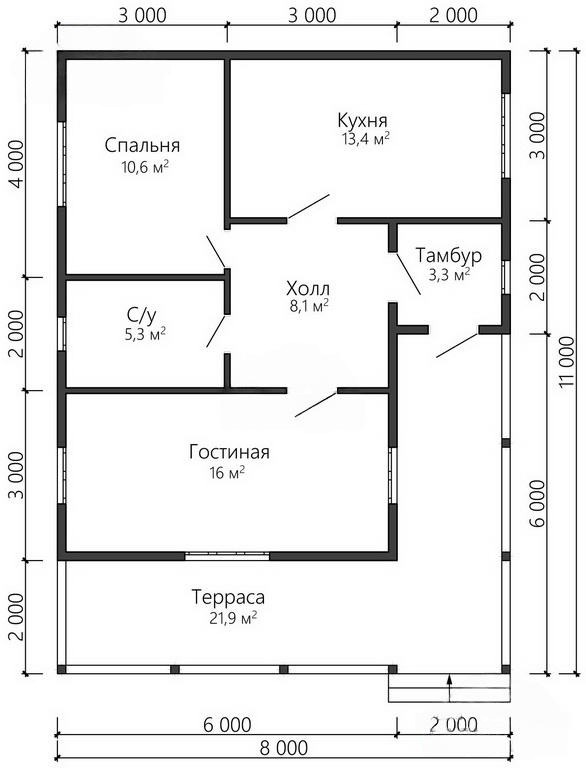 3 000
3 000
2 000
4 000
2 000
3 000
2 000
Спальня
10,6 м²
Кухня
13,4 м²
Тамбур
3,3 м²
Холл
8,1 м²
С/у
5,3 м²
Гостиная
16 м²
Терраса
21,9 м²
3 000
2 000
6 000
11 000
6 000
2 000
8 000